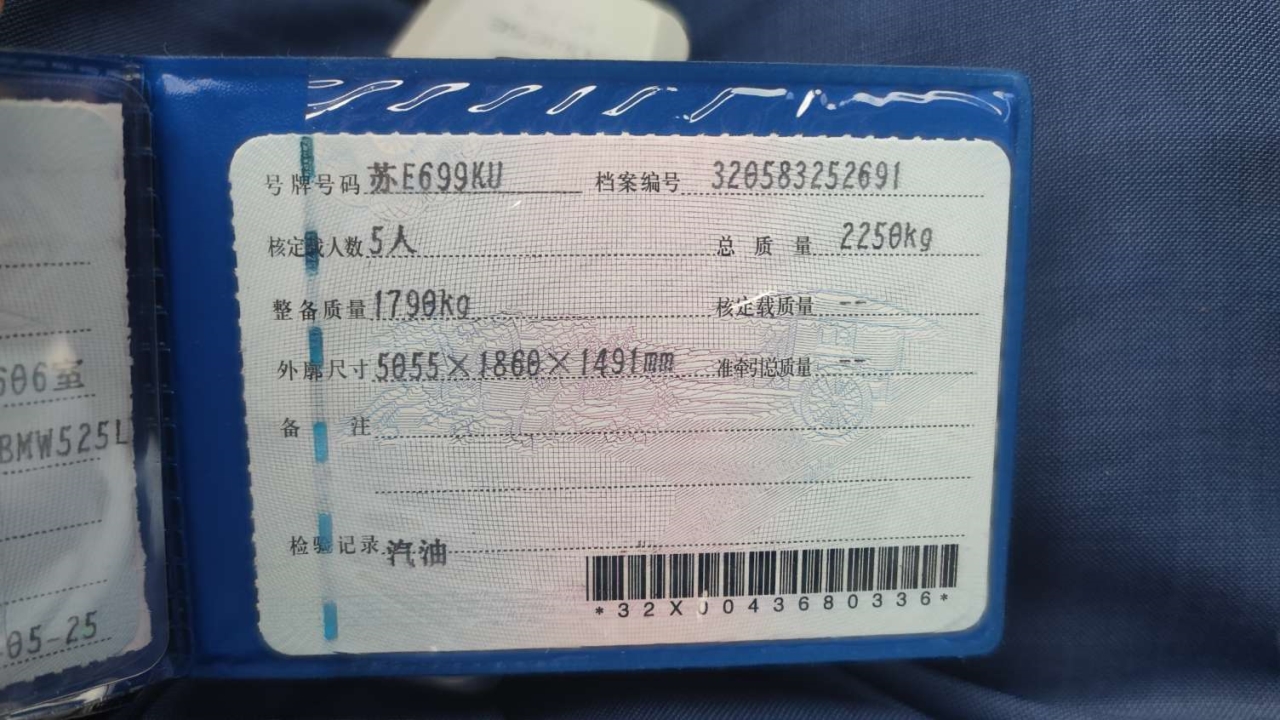 606室
BMW525L
05-25
号牌号码 苏E699KU 档案编号 320583252691
核定载人数 5人 总质量 2250kg
整备质量 1790kg 核定载质量 --
外廓尺寸 5055×1860×1491mm 准牵引总质量 --
备注
检验记录 汽油
*32XJ043680336*